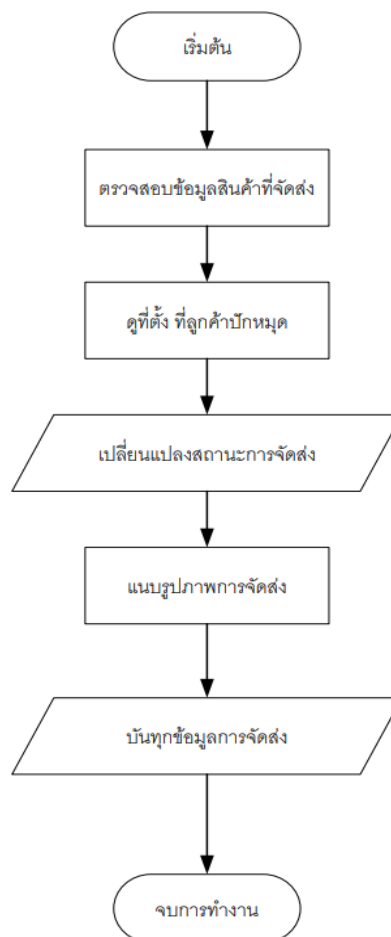 เริ่มต้น
ตรวจสอบข้อมูลสินค้าที่จัดส่ง
ดูที่ตั้ง ที่ลูกค้าปักหมุด
เปลี่ยนแปลงสถานะการจัดส่ง
แนบรูปภาพการจัดส่ง
บันทุกข้อมูลการจัดส่ง
จบการทำงาน